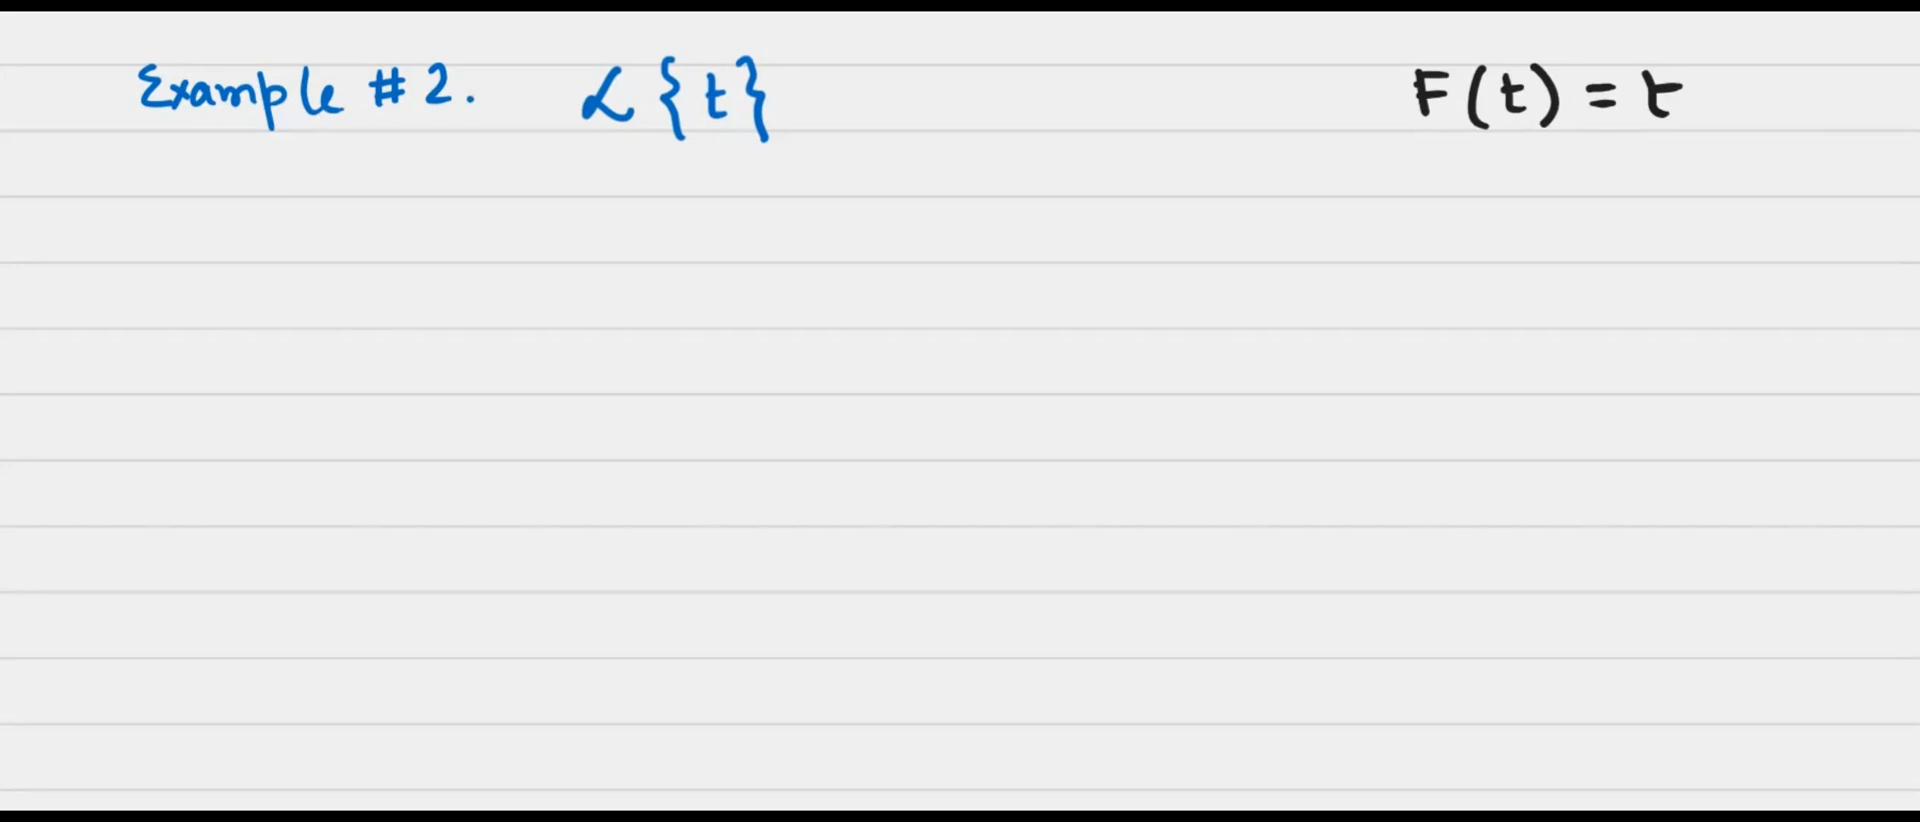 Example # 2. ℒ {t} F(t) = t